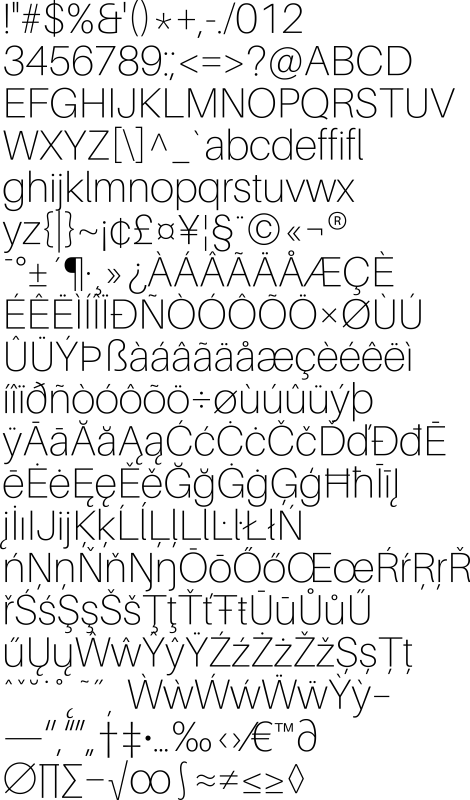 !"#$%&'()*+,-./012
3456789:;<=>?@ABCD
EFGHIJKLMNOPQRSTUV
WXYZ[\]^_`abcdeffifl
ghijklmnopqrstuvwx
yz{|}~¡¢£¤¥¦§¨©«¬®
¯°±´¶·¸»¿ÀÁÂÃÄÅÆÇÈ
ÉÊËÌÍÎÏÐÑÒÓÔÕÖ×ØÙÚ
ÛÜÝÞßàáâãäåæçèéêëì
íîïðñòóôõö÷øùúûüýþ
ÿĀāĂăĄąĆćĊċČčĎďĐđĒ
ēĖėĘęĚěĞğĠġĢģĦħĪīĮ
įİıĲĳĶķĹĺĻļĽľĿŀŁłŃ
ńŅņŇňŊŋŌōŐőŒœŔŕŖŗŘ
řŚśŞşŠšŢţŤťŦŧŪūŮůŰ
űŲųŴŵŶŷŸŹźŻżŽžȘșȚț
ˆˇ˘˙˚˛˜˝ẀẁẂẃẄẅỲỳ–
—‘’‚“”„†‡•…‰‹›⁄€™∂
∅∏∑−√∞∫≈≠≤≥◊